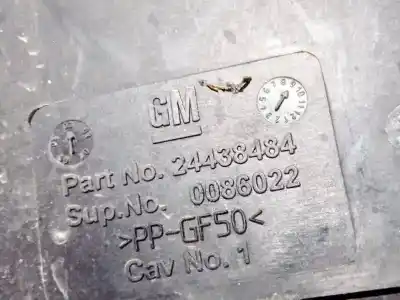 GM
Part No. 24438484
Sup.No. 0086022
>PP-GF50<
Cav No. 1